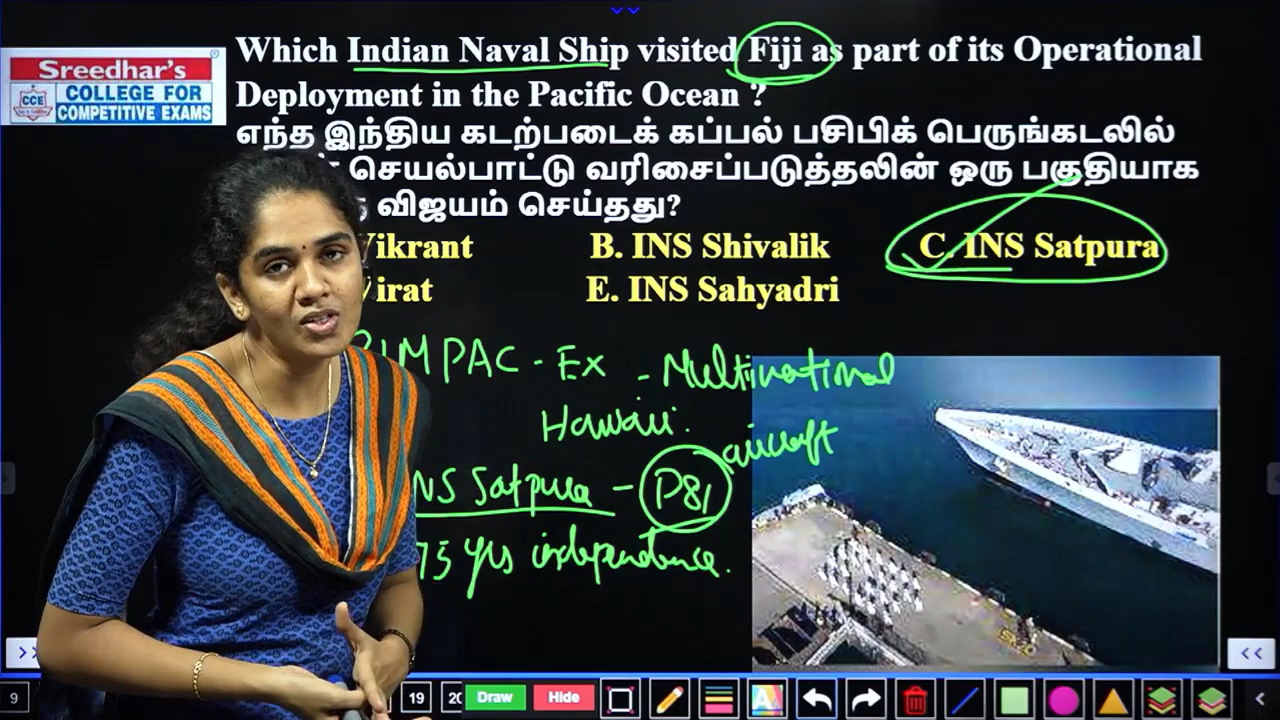 Which Indian Naval Ship visited Fiji as part of its Operational
Deployment in the Pacific Ocean ?
எந்த இந்திய கடற்படைக் கப்பல் பசிபிக் பெருங்கடலில்
செயல்பாட்டு வரிசைப்படுத்தலின் ஒரு பகுதியாக
விஜயம் செய்தது?
Sreedhar's
CCE
COLLEGE FOR
COMPETITIVE EXAMS
Vikrant B. INS Shivalik C. INS Satpura
Virat E. INS Sahyadri
RIMPAC - Ex - Multinational
Hawaii.
aircraft
INS Satpura - P8I
75 yrs independence.
>>
<<
9 19 20 Draw Hide